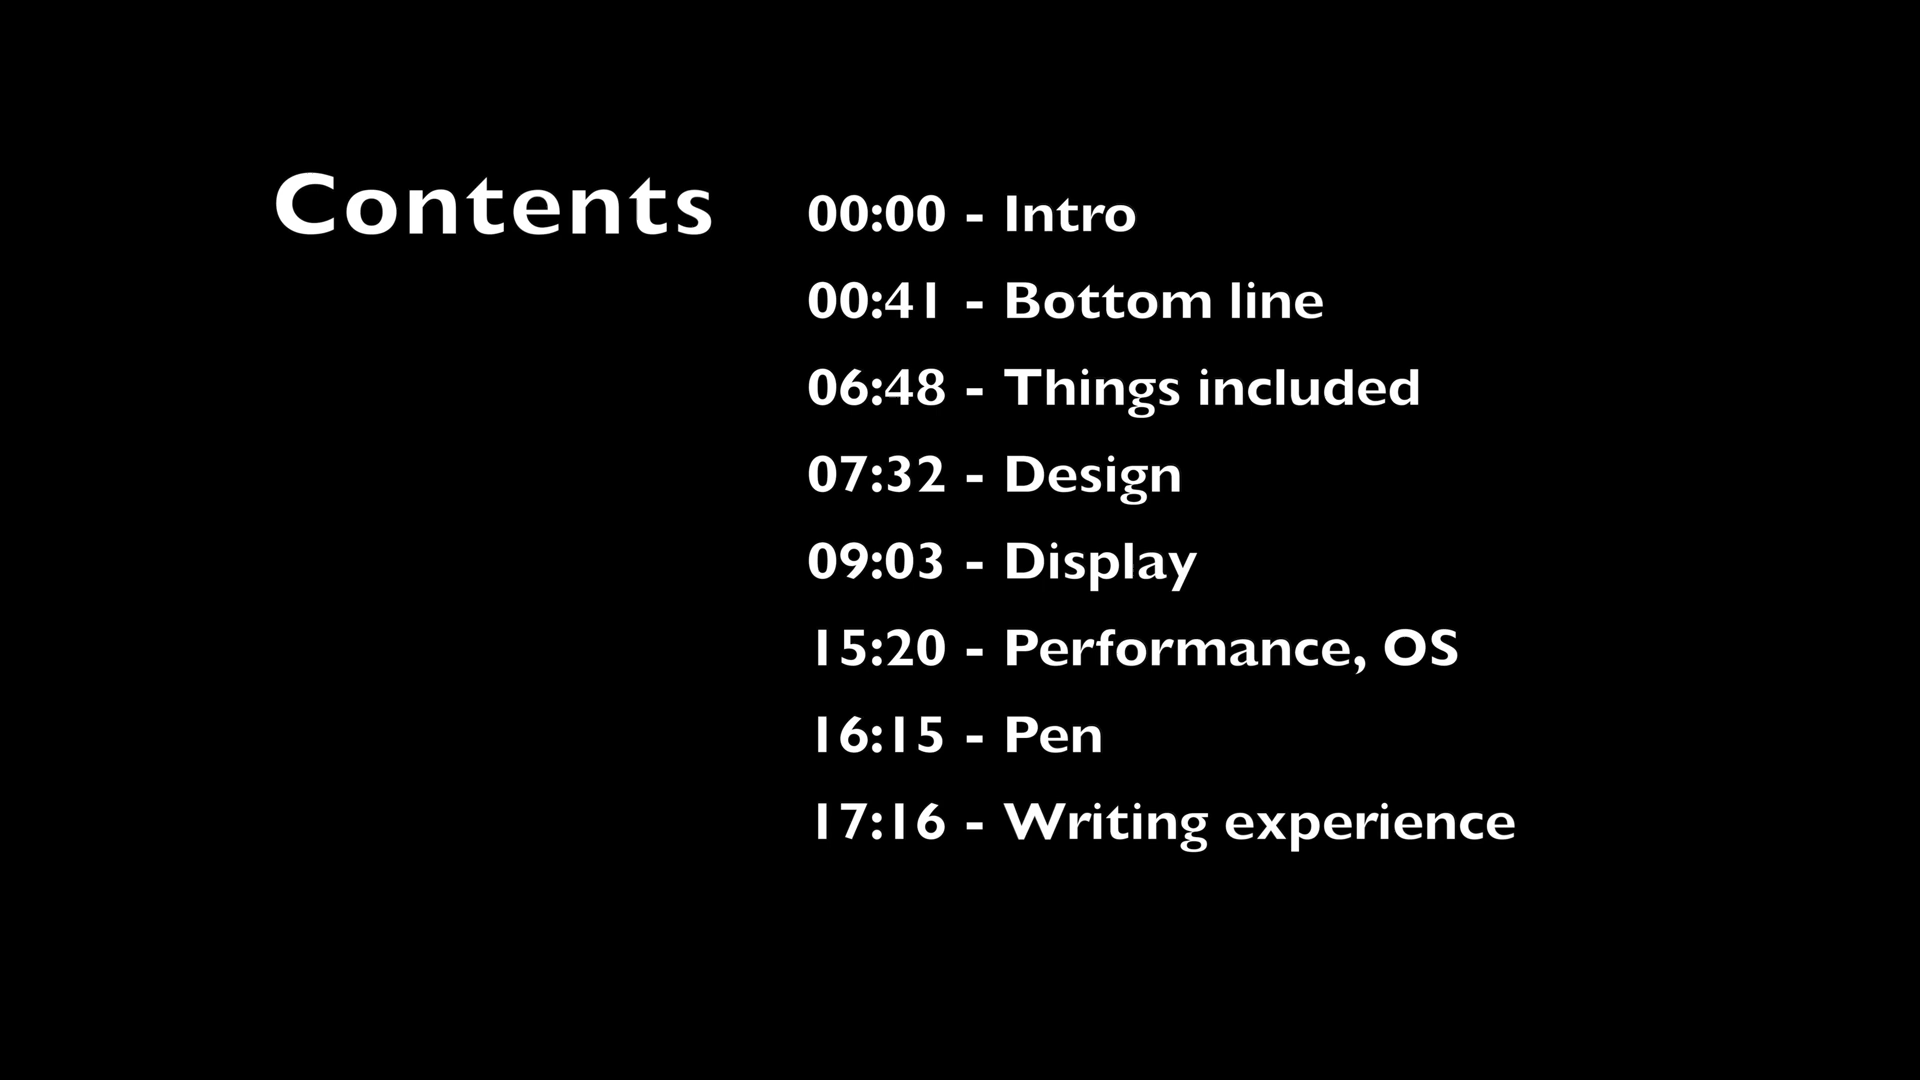 Contents
00:00 - Intro
00:41 - Bottom line
06:48 - Things included
07:32 - Design
09:03 - Display
15:20 - Performance, OS
16:15 - Pen
17:16 - Writing experience